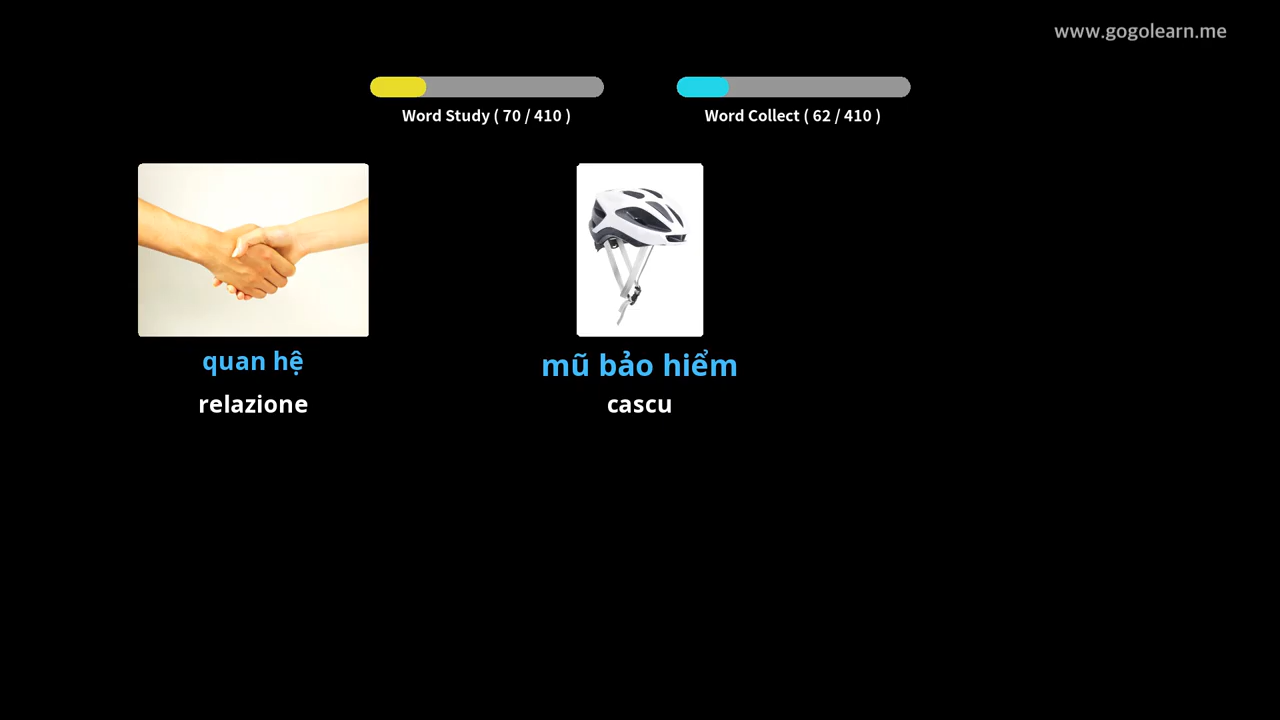 www.gogolearn.me
Word Study ( 70 / 410 )
Word Collect ( 62 / 410 )
quan hệ
relazione
mũ bảo hiểm
cascu